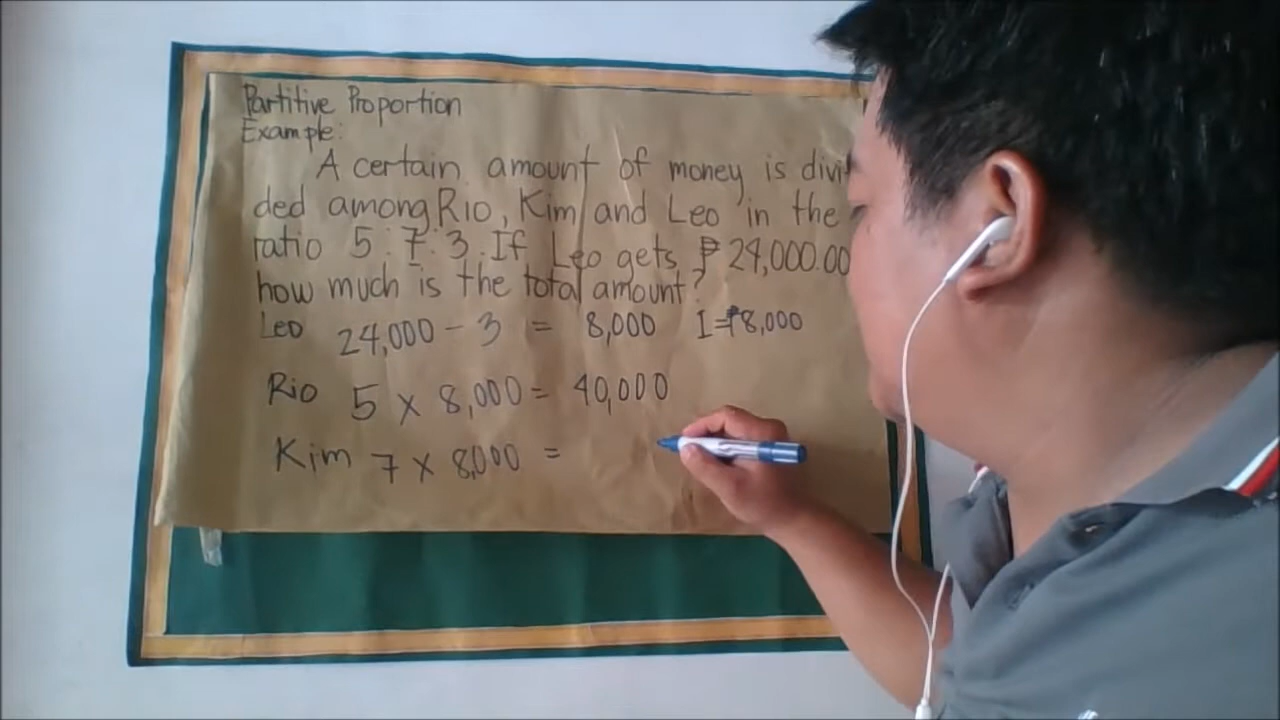 Partitive Proportion
Example:
A certain amount of money is divi
ded among Rio, Kim and Leo in the
ratio 5:7:3. If Leo gets ₱ 24,000.00
how much is the total amount?
Leo 24,000 - 3 = 8,000 I=₱8,000
Rio 5 x 8,000 = 40,000
Kim 7 x 8,000 =